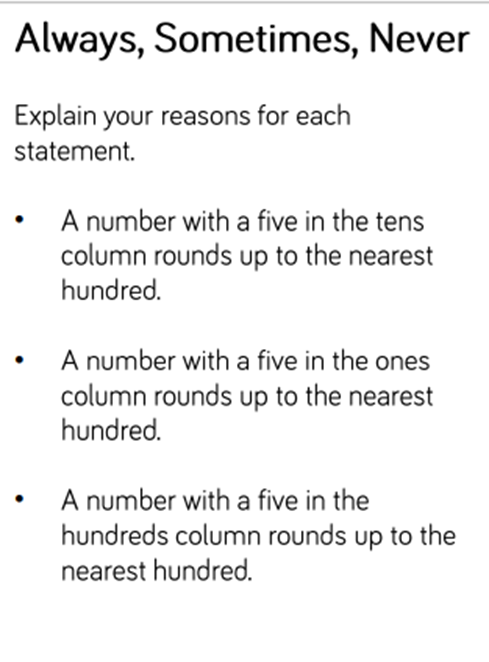 Always, Sometimes, Never
Explain your reasons for each
statement.
• A number with a five in the tens
column rounds up to the nearest
hundred.
• A number with a five in the ones
column rounds up to the nearest
hundred.
• A number with a five in the
hundreds column rounds up to the
nearest hundred.